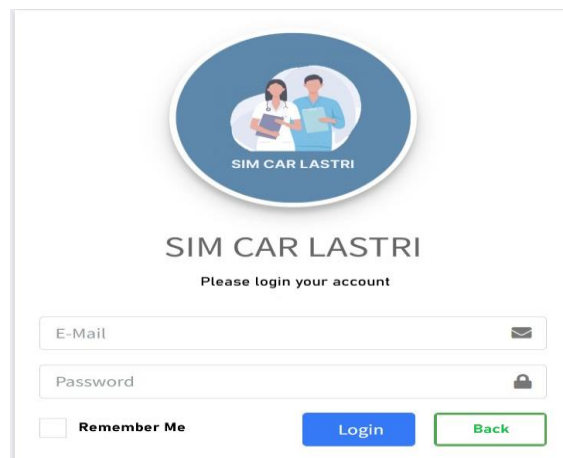 SIM CAR LASTRI
SIM CAR LASTRI
Please login your account
E-Mail
Password
Remember Me Login Back